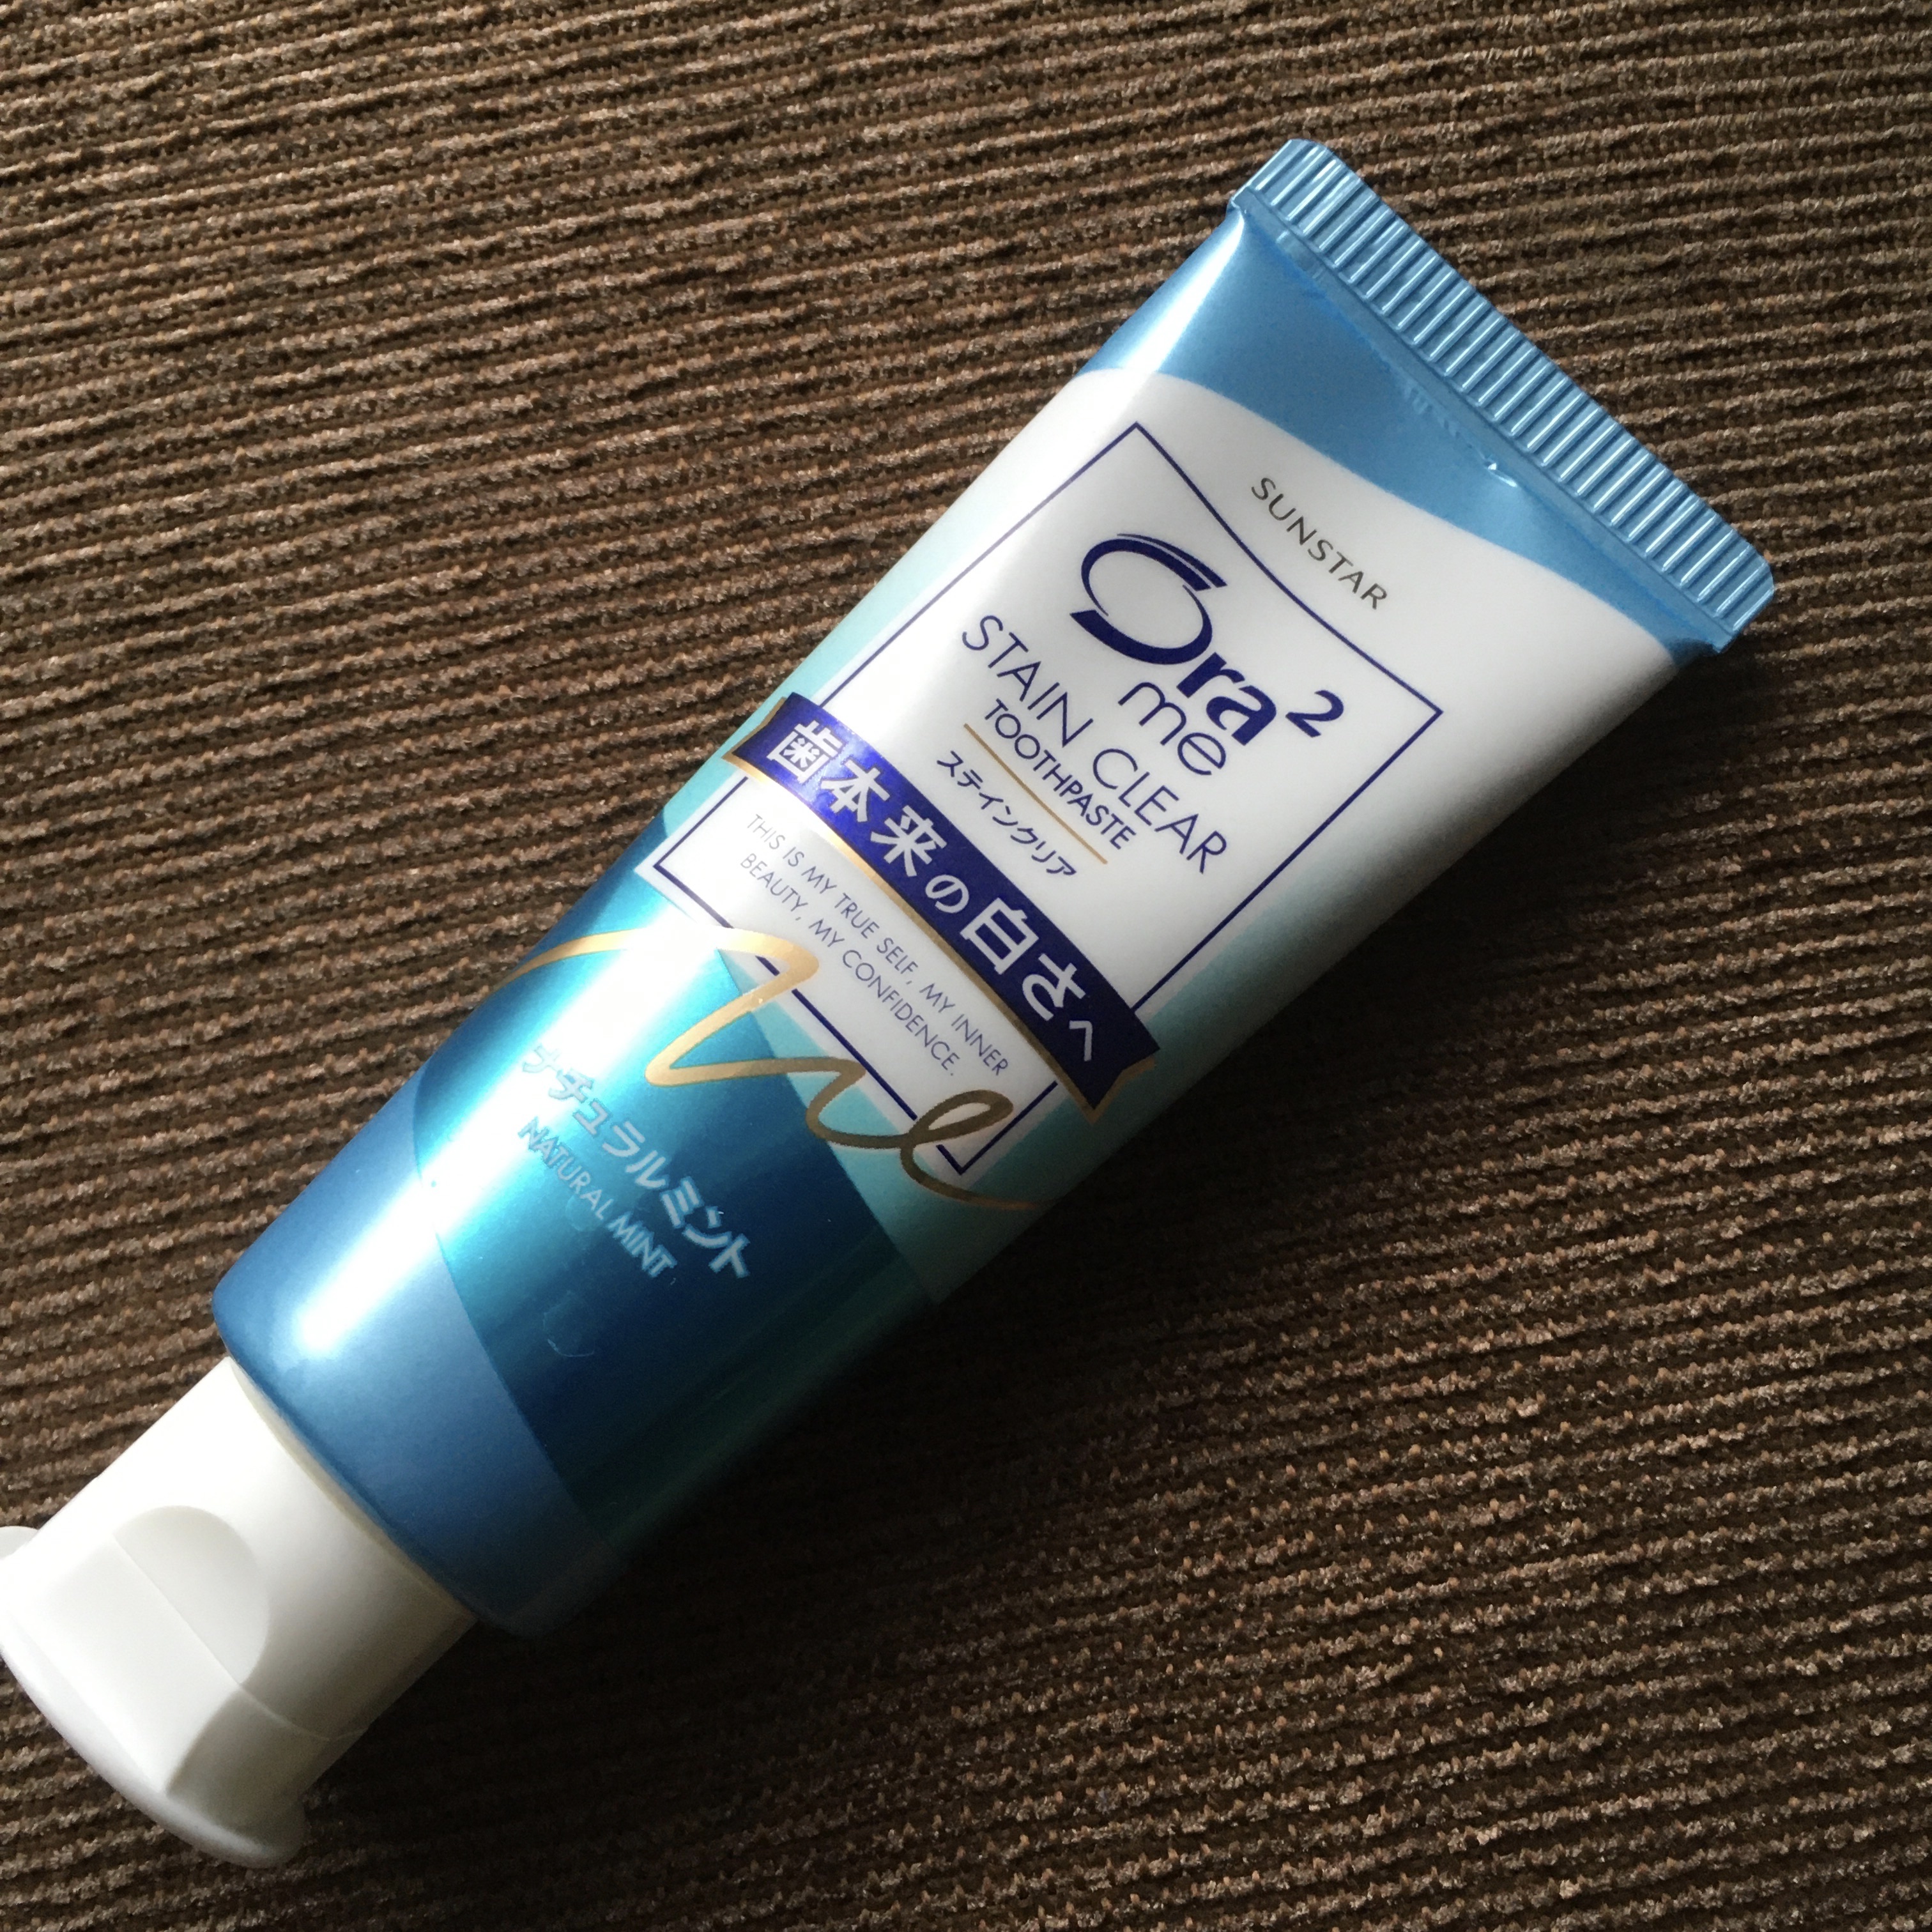 SUNSTAR
Ora²
me
STAIN CLEAR
TOOTHPASTE
ステインクリア
歯本来の白さへ
THIS IS MY TRUE SELF, MY INNER
BEAUTY, MY CONFIDENCE.
me
ナチュラルミント
NATURAL MINT